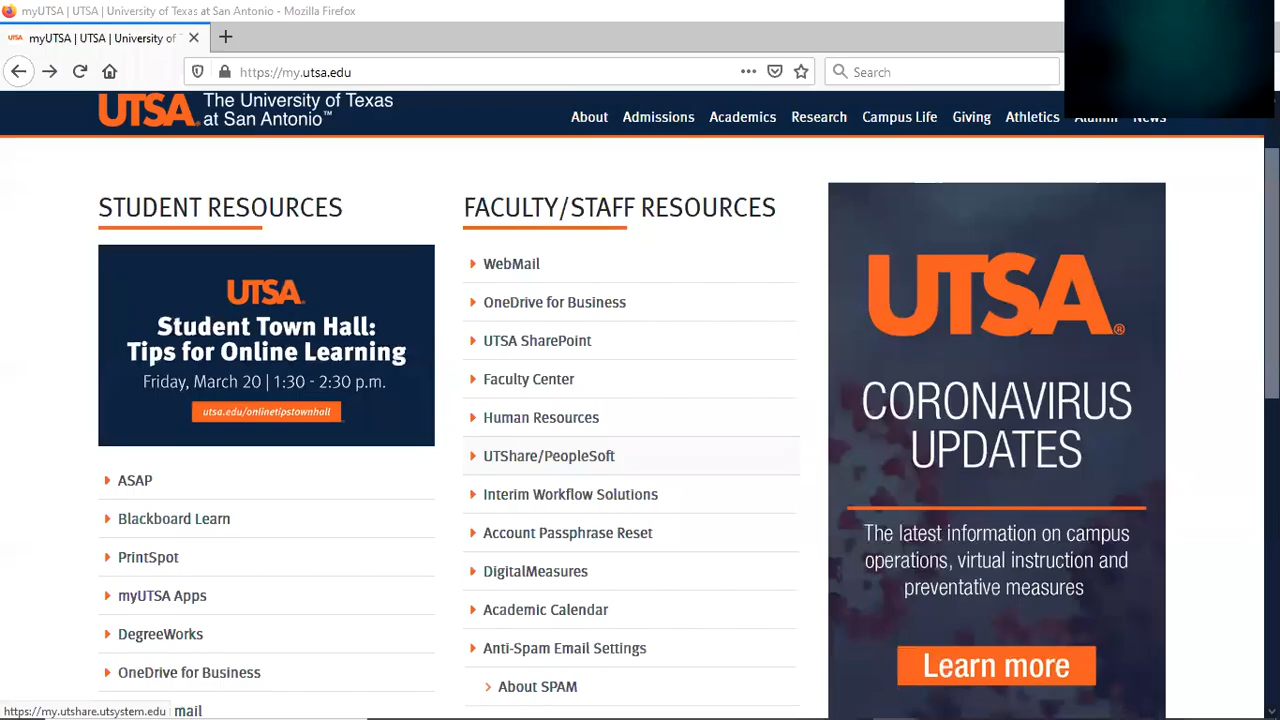 myUTSA | UTSA | University of Texas at San Antonio - Mozilla Firefox
UTSA myUTSA | UTSA | University of
https://my.utsa.edu
Search
UTSA The University of Texas
at San Antonio™
About Admissions Academics Research Campus Life Giving Athletics Alumni News
STUDENT RESOURCES
UTSA
Student Town Hall:
Tips for Online Learning
Friday, March 20 | 1:30 - 2:30 p.m.
utsa.edu/onlinetipstownhall
ASAP
Blackboard Learn
PrintSpot
myUTSA Apps
DegreeWorks
OneDrive for Business
mail
https://my.utshare.utsystem.edu
FACULTY/STAFF RESOURCES
WebMail
OneDrive for Business
UTSA SharePoint
Faculty Center
Human Resources
UTShare/PeopleSoft
Interim Workflow Solutions
Account Passphrase Reset
DigitalMeasures
Academic Calendar
Anti-Spam Email Settings
About SPAM
UTSA®
CORONAVIRUS
UPDATES
The latest information on campus
operations, virtual instruction and
preventative measures
Learn more